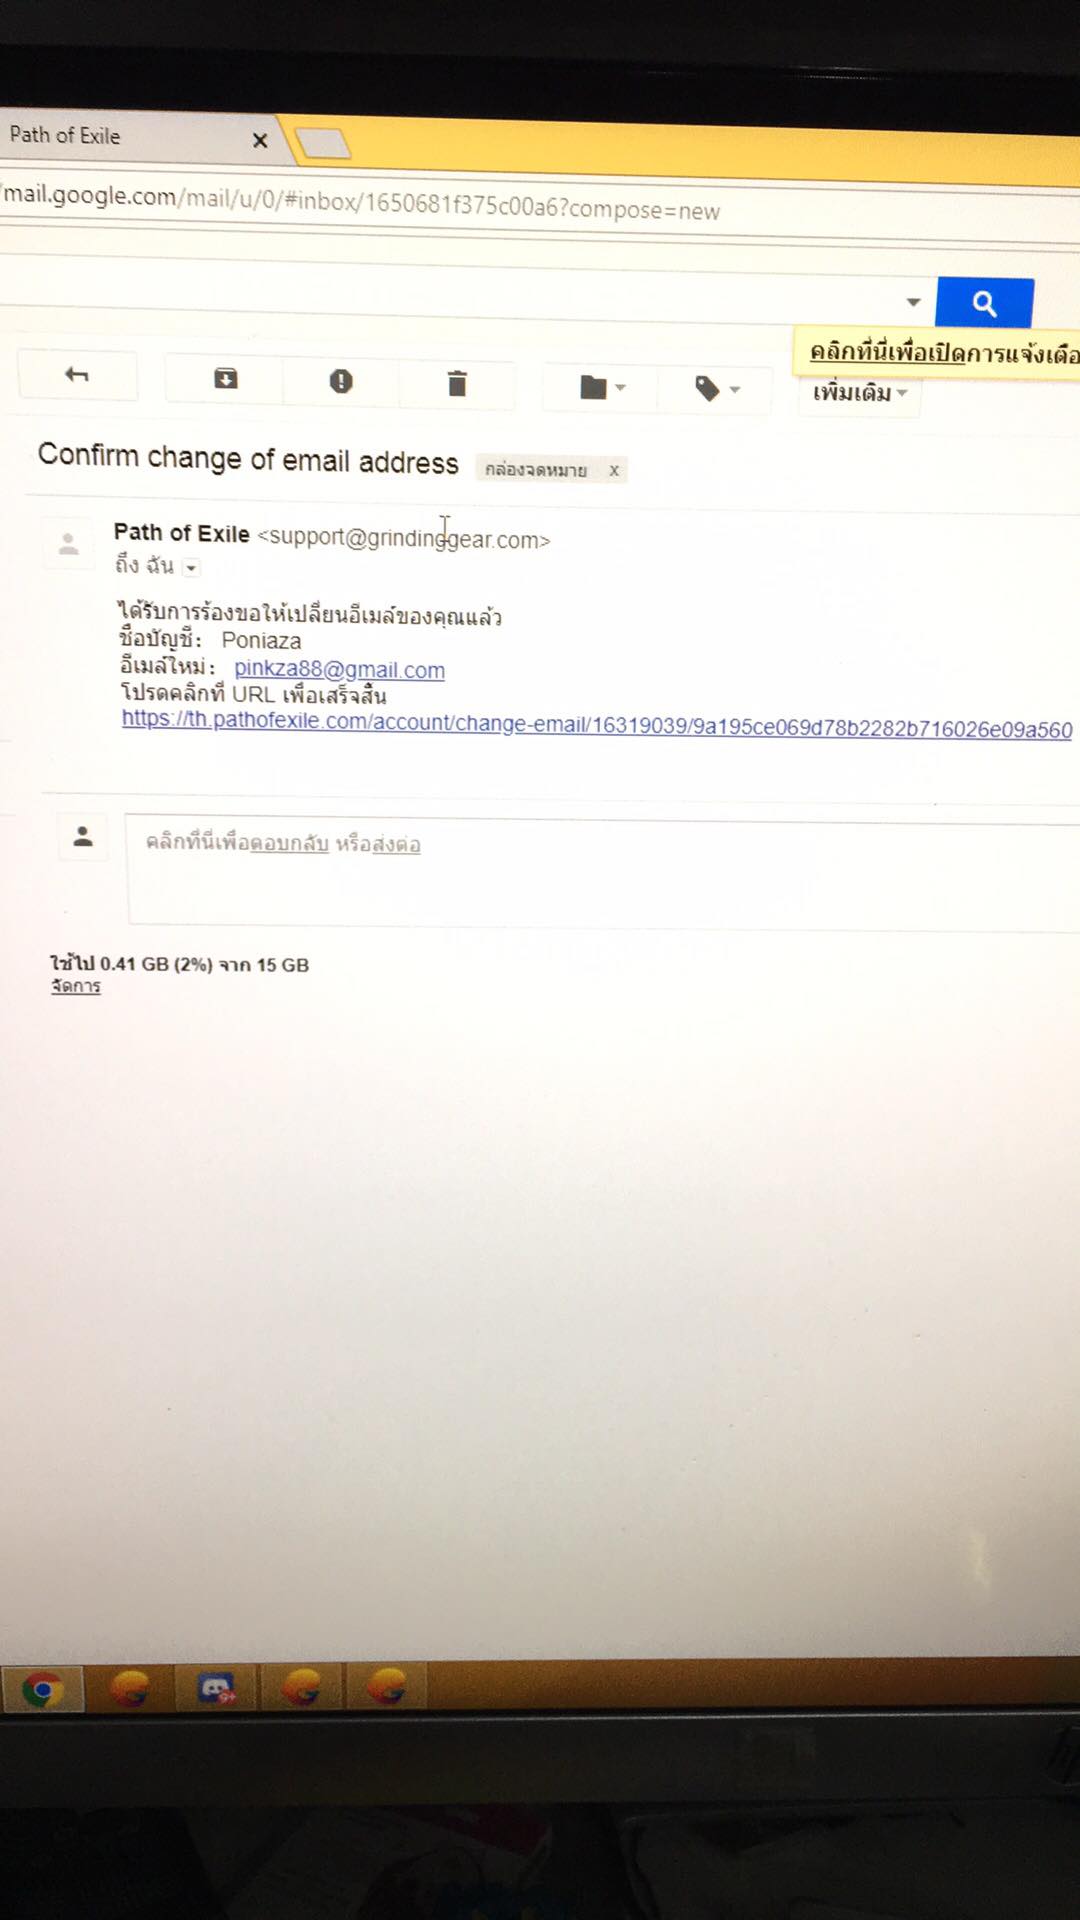 Path of Exile
/mail.google.com/mail/u/0/#inbox/1650681f375c00a6?compose=new
คลิกที่นี่เพื่อเปิดการแจ้งเตือ
เพิ่มเติม
Confirm change of email address กล่องจดหมาย x
Path of Exile <support@grindinggear.com>
ถึง ฉัน
ได้รับการร้องขอให้เปลี่ยนอีเมล์ของคุณแล้ว
ชื่อบัญชี: Poniaza
อีเมล์ใหม่: pinkza88@gmail.com
โปรดคลิกที่ URL เพื่อเสร็จสิ้น
https://th.pathofexile.com/account/change-email/16319039/9a195ce069d78b2282b716026e09a560
คลิกที่นี่เพื่อตอบกลับ หรือส่งต่อ
ใช้ไป 0.41 GB (2%) จาก 15 GB
จัดการ
9+